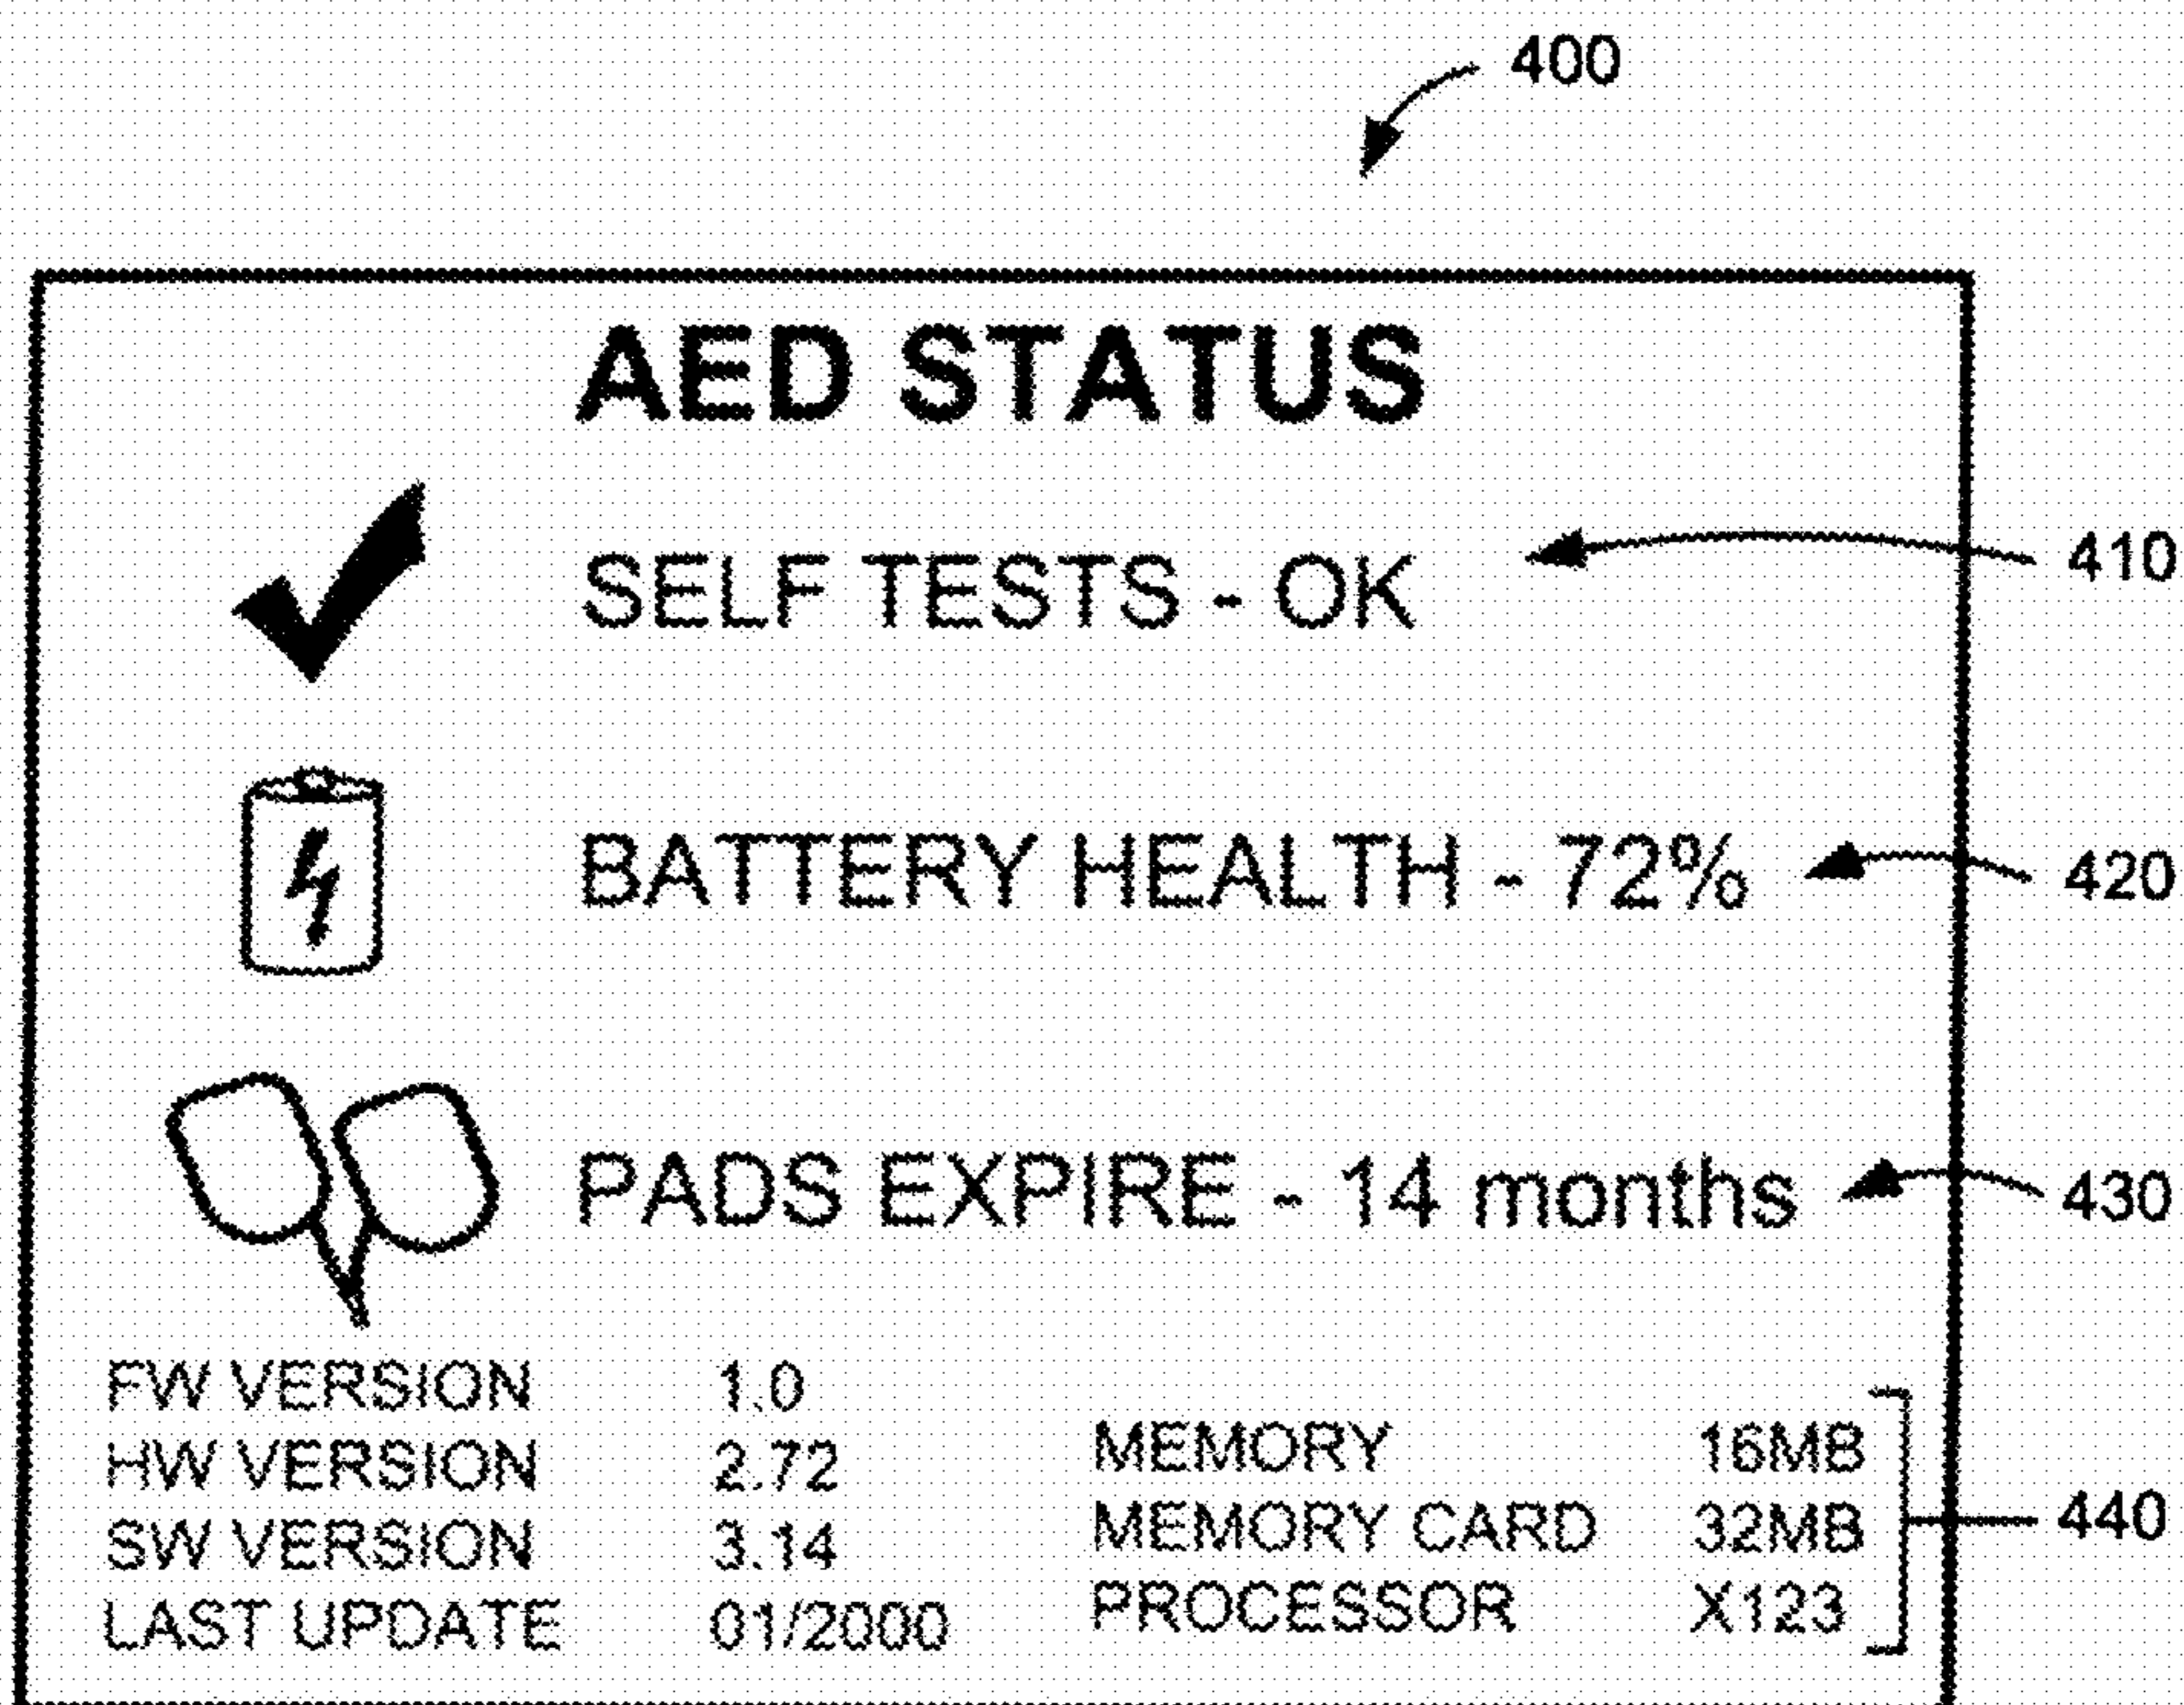 400
AED STATUS
SELF TESTS - OK
410
BATTERY HEALTH - 72%
420
PADS EXPIRE - 14 months
430
FW VERSION 1.0
HW VERSION 2.72
SW VERSION 3.14
LAST UPDATE 01/2000
MEMORY 16MB
MEMORY CARD 32MB
PROCESSOR X123
440